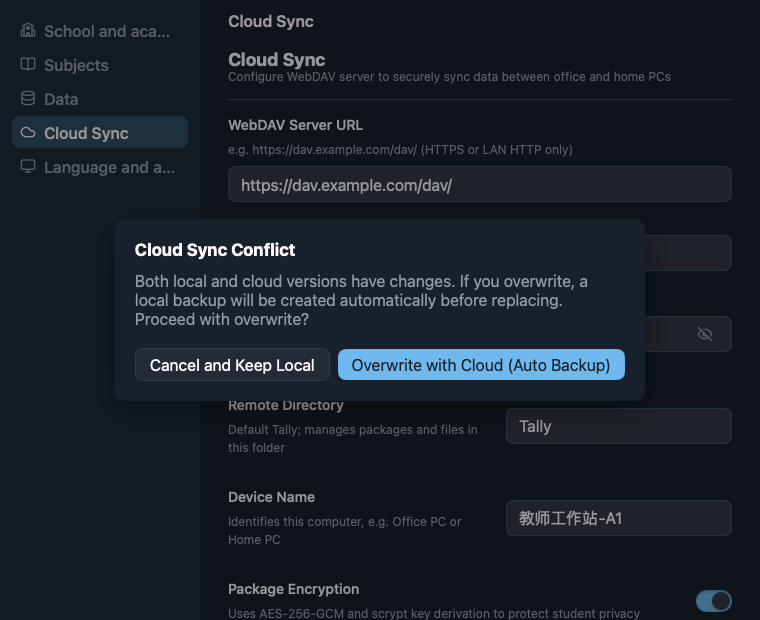 School and aca...
Subjects
Data
Cloud Sync
Language and a...
Cloud Sync
Cloud Sync
Configure WebDAV server to securely sync data between office and home PCs
WebDAV Server URL
e.g. https://dav.example.com/dav/ (HTTPS or LAN HTTP only)
https://dav.example.com/dav/
Cloud Sync Conflict
Both local and cloud versions have changes. If you overwrite, a
local backup will be created automatically before replacing.
Proceed with overwrite?
Cancel and Keep Local
Overwrite with Cloud (Auto Backup)
Remote Directory
Default Tally; manages packages and files in
this folder
Tally
Device Name
Identifies this computer, e.g. Office PC or
Home PC
教师工作站-A1
Package Encryption
Uses AES-256-GCM and scrypt key derivation to protect student privacy